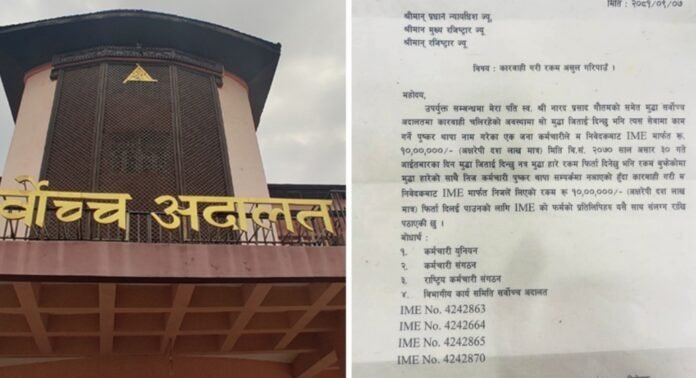 र्वोच्च अदालत
मिति : २०८१/०९/०७
श्रीमान् प्रधान न्यायधिश ज्यू,
श्रीमान मुख्य रजिष्ट्रार ज्यू
श्रीमान् रजिष्ट्रार ज्यू
विषय : कारवाही गरी रकम असुल गरिपाउँ ।
महोदय,
उपर्युक्त सम्बन्धमा मेरा पति स्व. श्री नारद प्रसाद गौतमको समेत मुद्धा सर्वोच्च
अदालतमा कारवाही चलिरहेको अवस्थामा सो मुद्धा जिताई दिन्छु भनि त्यस सेवामा काम
गर्ने पुष्कर थापा नाम गरेका एक जना कर्मचारीले म निवेदकबाट IME मार्फत रू.
१०,००,०००/- (अक्षरेपी दश लाख मात्र) मिति बि.सं. २०७० साल असार ३० गते
आईतबारका दिन मुद्धा जिताई दिन्छु नत्र मुद्धा हारे रकम फिर्ता दिनेछु भनि रकम बुझेकोमा
मुद्धा हारेको साथै निज कर्मचारी पुष्कर थापा सम्पर्कमा नआएको हुँदा कारवाही गरी म
निवेदकबाट IME मार्फत निजले लिएको रकम रू १०,००,०००/- (अक्षरेपी दश लाख
मात्र) फिर्ता दिलाई पाउनको लागि IME को फर्मको प्रतिलिपिहरु यसै साथ संलग्न राखि
पठाएकी छु ।
बोधार्थ :
१. कर्मचारी युनियन
२. कर्मचारी संगठन
३. राष्ट्रिय कर्मचारी संगठन
४ विभागीय कार्य समिति सर्वोच्च अदालत
IME No. 4242863
IME No. 4242664
IME No. 4242865
IME No. 4242870